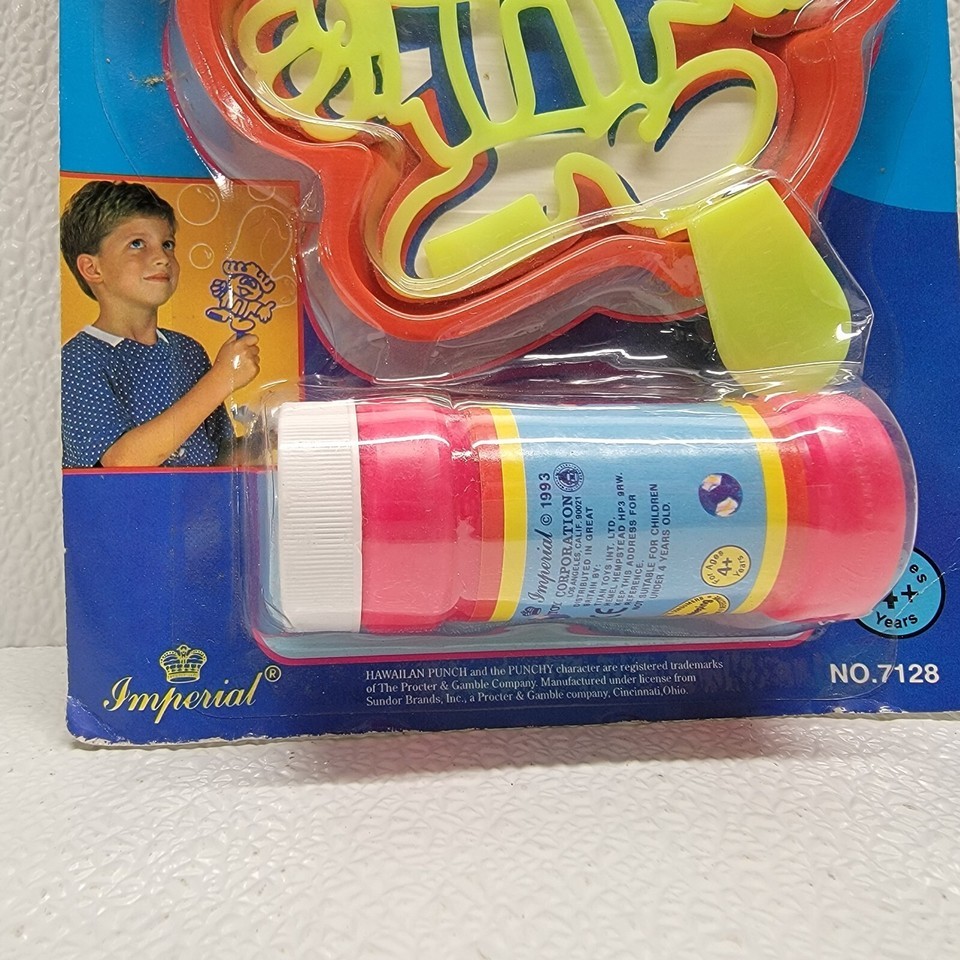 Imperial © 1993
TOY CORPORATION
LOS ANGELES, CALIF. 90021
DISTRIBUTED IN GREAT
BRITAIN BY:
TITAN TOYS INT. LTD.
HEMEL HEMPSTEAD HP3 9RW.
KEEP THIS ADDRESS FOR
REFERENCE.
NOT SUITABLE FOR CHILDREN
UNDER 4 YEARS OLD.
For Ages
4+
Years
Years
Imperial®
HAWAIIAN PUNCH and the PUNCHY character are registered trademarks
of The Procter & Gamble Company. Manufactured under license from
Sundor Brands, Inc., a Procter & Gamble company, Cincinnati, Ohio.
NO.7128